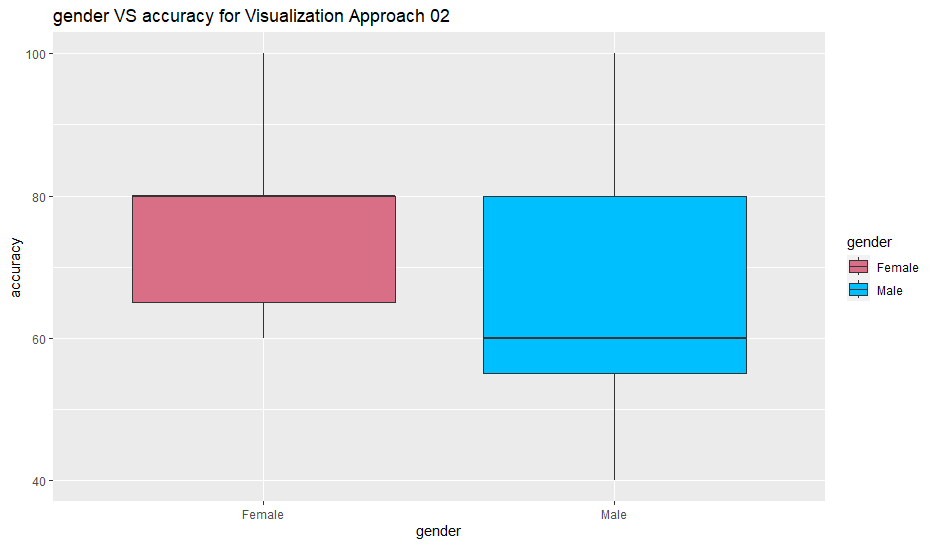 gender VS accuracy for Visualization Approach 02
100
80
60
40
accuracy
Female
Male
gender
gender
Female
Male